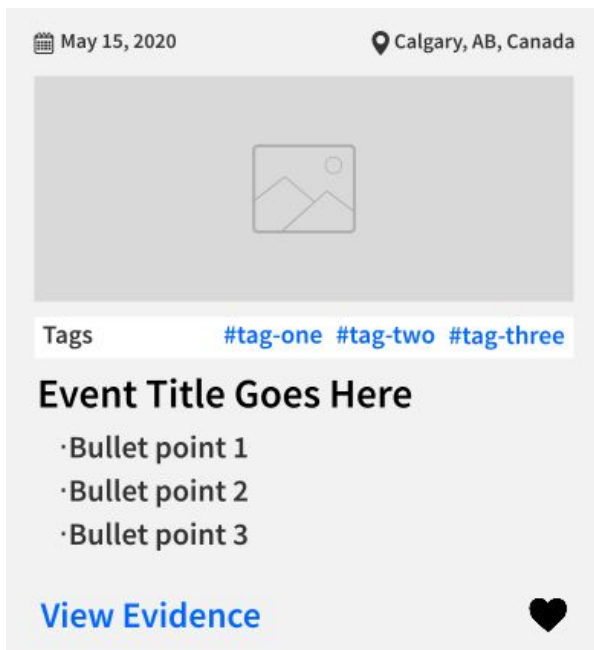 May 15, 2020 Calgary, AB, Canada
Tags #tag-one #tag-two #tag-three
Event Title Goes Here
·Bullet point 1
·Bullet point 2
·Bullet point 3
View Evidence